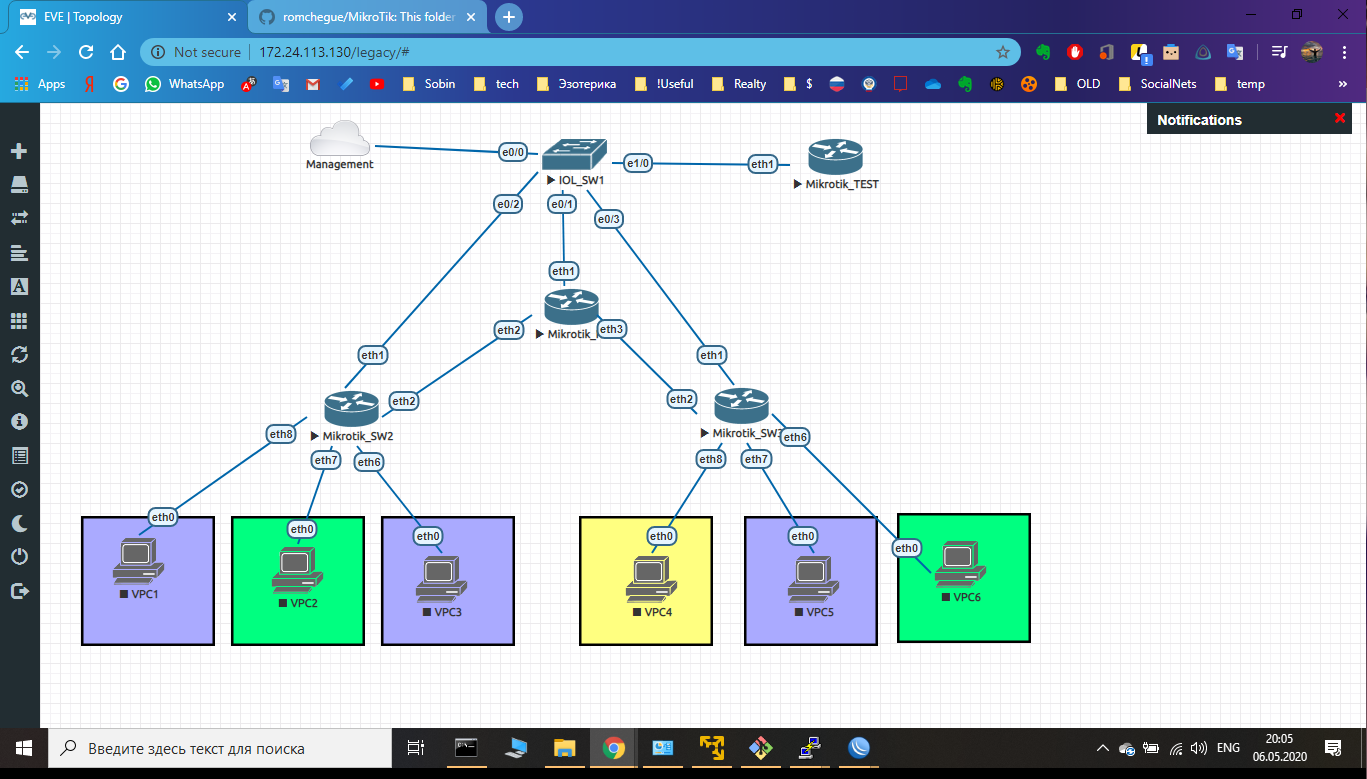 EVE | Topology
romchegue/MikroTik: This folder
Not secure
172.24.113.130/legacy/#
Apps
WhatsApp
Sobin
tech
Эзотерика
!Useful
Realty
$
OLD
SocialNets
temp
»
Notifications
Management
e0/0
IOL_SW1
e1/0
eth1
Mikrotik_TEST
e0/2
e0/1
e0/3
eth1
eth2
Mikrotik_
eth3
eth1
eth1
eth2
eth2
Mikrotik_SW2
Mikrotik_SW3
eth8
eth7
eth6
eth8
eth7
eth6
eth0
eth0
eth0
eth0
eth0
eth0
VPC1
VPC2
VPC3
VPC4
VPC5
VPC6
Введите здесь текст для поиска
ENG
20:05
06.05.2020